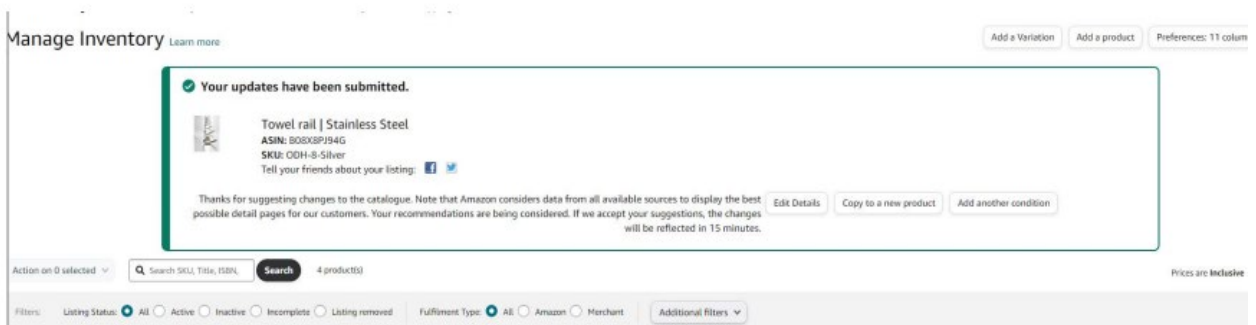 Manage Inventory Learn more
Add a Variation
Add a product
Preferences: 11 colum
Your updates have been submitted.
Towel rail | Stainless Steel
ASIN: B08X8PJ94G
SKU: ODH-8-Silver
Tell your friends about your listing:
Thanks for suggesting changes to the catalogue. Note that Amazon considers data from all available sources to display the best
possible detail pages for our customers. Your recommendations are being considered. If we accept your suggestions, the changes
will be reflected in 15 minutes.
Edit Details
Copy to a new product
Add another condition
Action on 0 selected
Search SKU, Title, ISBN,
Search
4 product(s)
Prices are Inclusive
Filters: Listing Status: All Active Inactive Incomplete Listing removed Fulfilment Type: All Amazon Merchant Additional filters